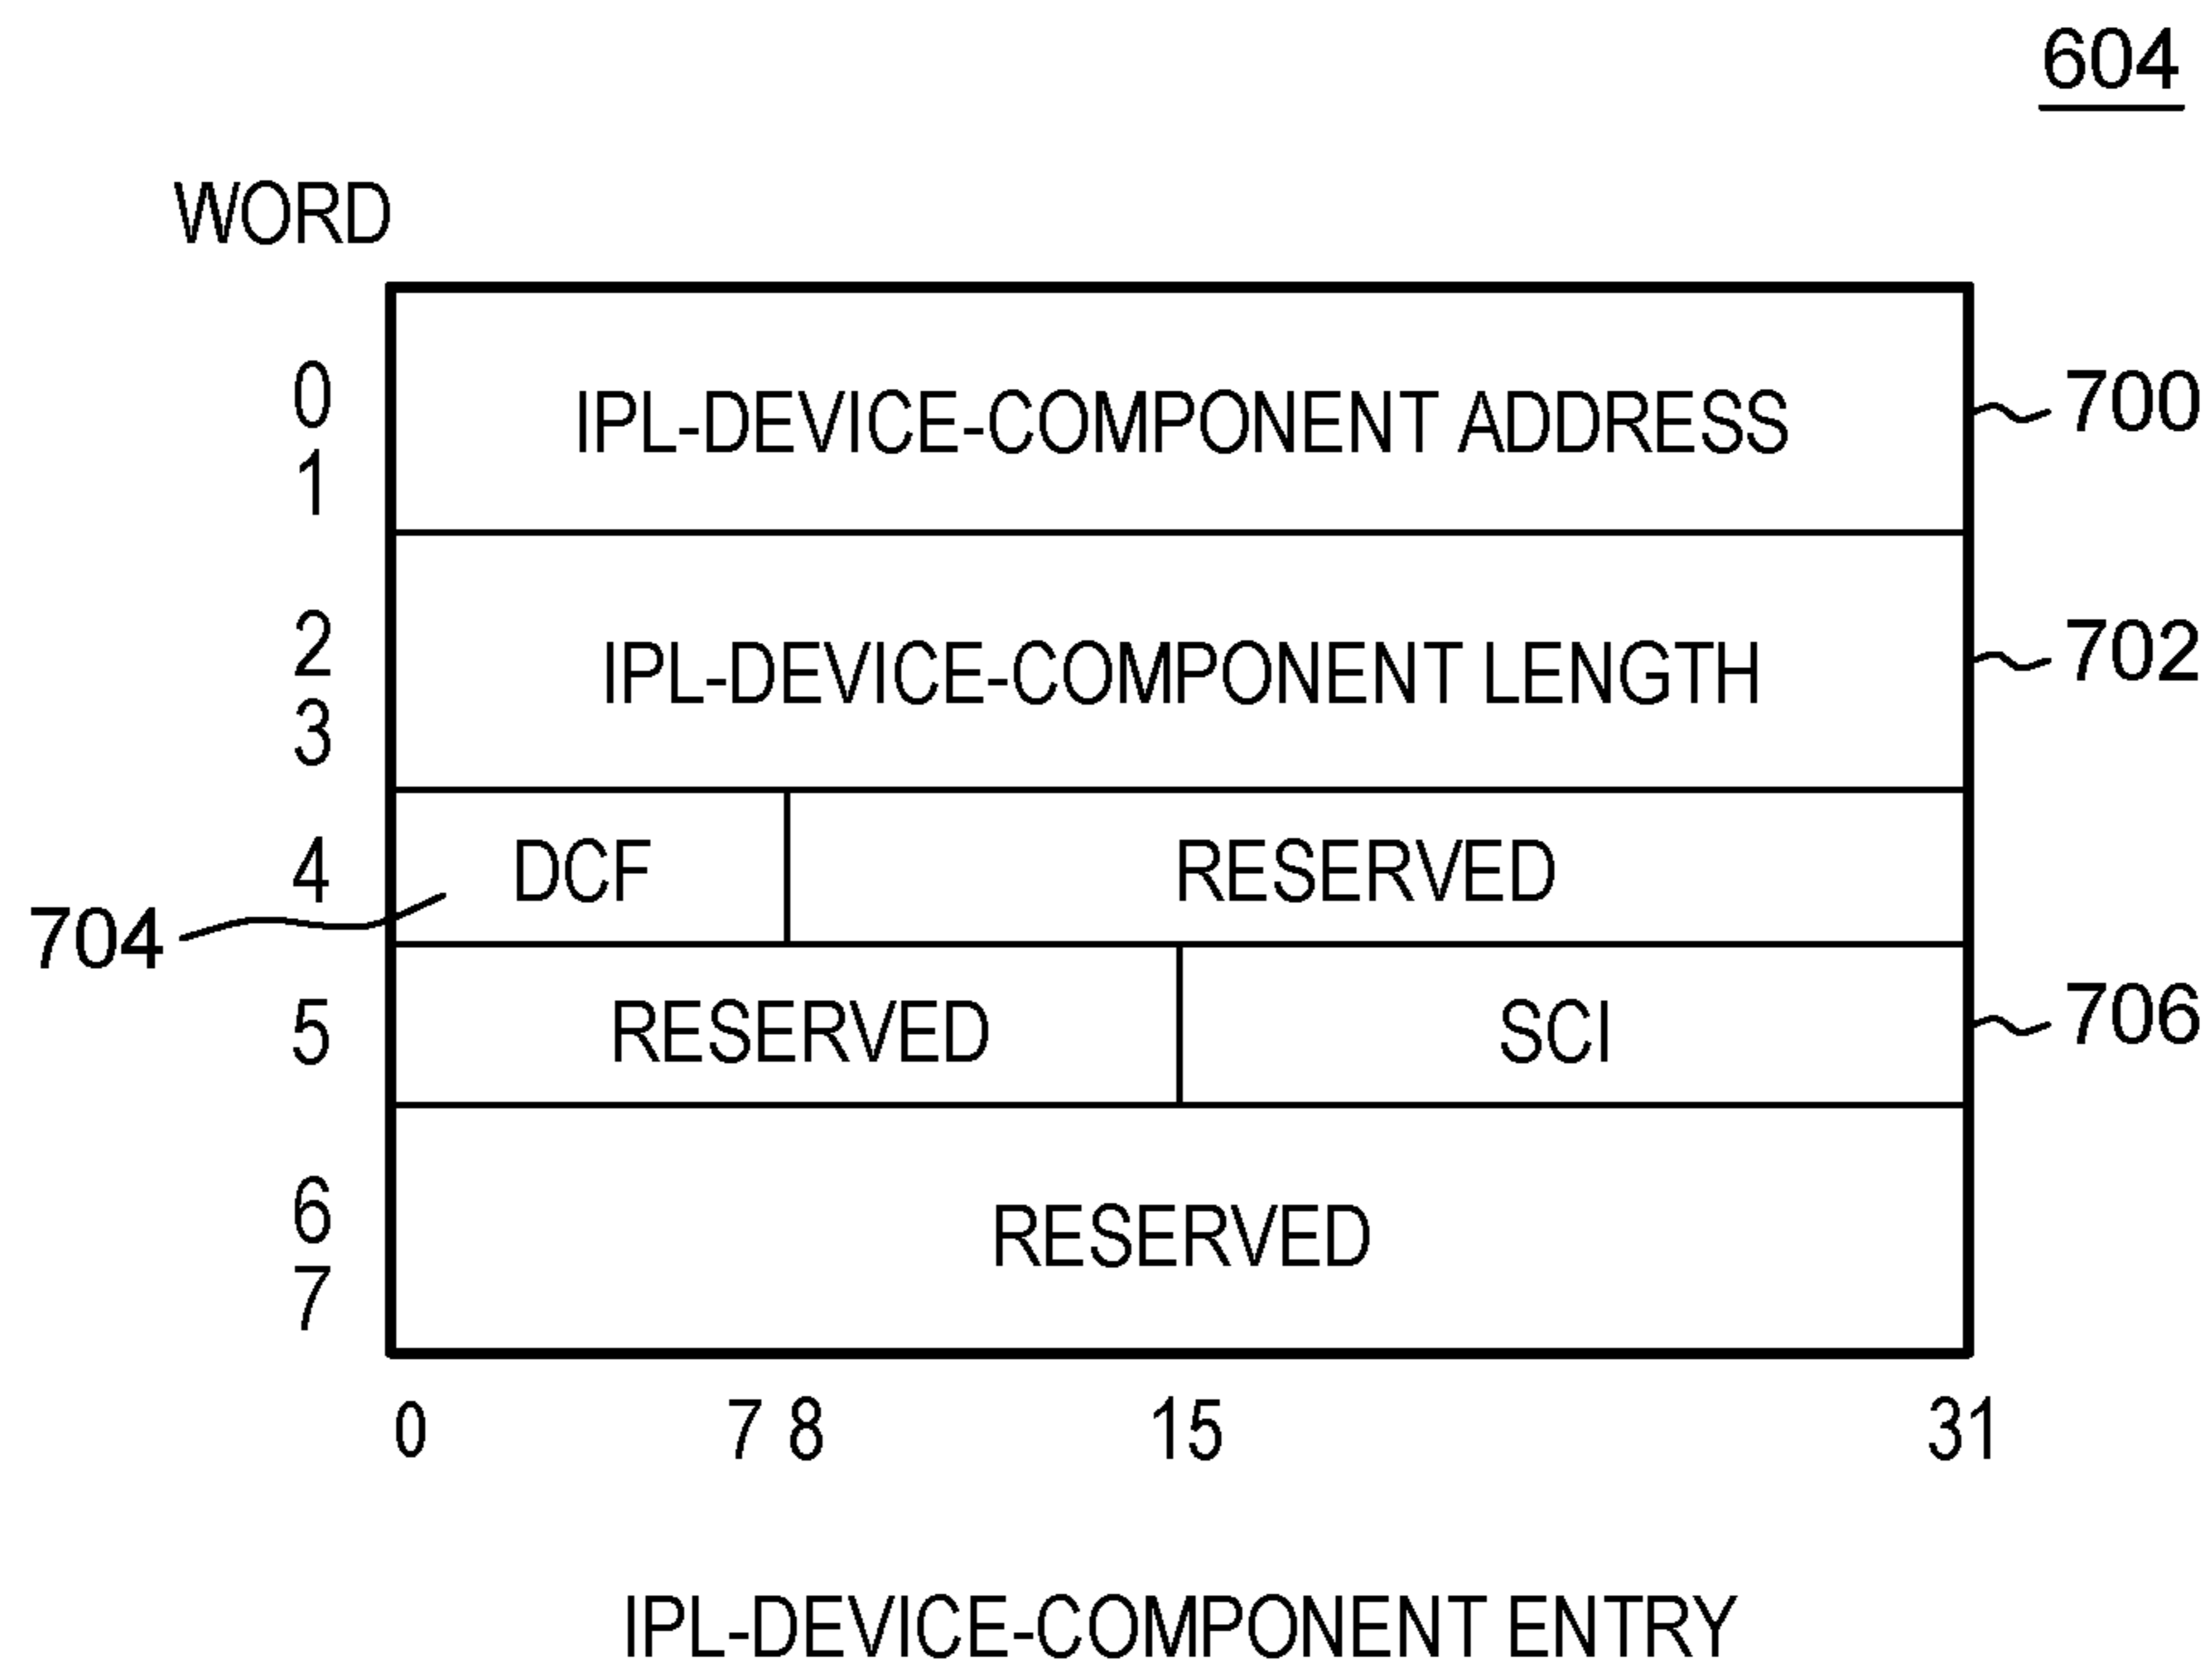 604
WORD
0 IPL-DEVICE-COMPONENT ADDRESS 700
1
2 IPL-DEVICE-COMPONENT LENGTH 702
3
4 DCF RESERVED
704
5 RESERVED SCI 706
6 RESERVED
7
0 7 8 15 31
IPL-DEVICE-COMPONENT ENTRY